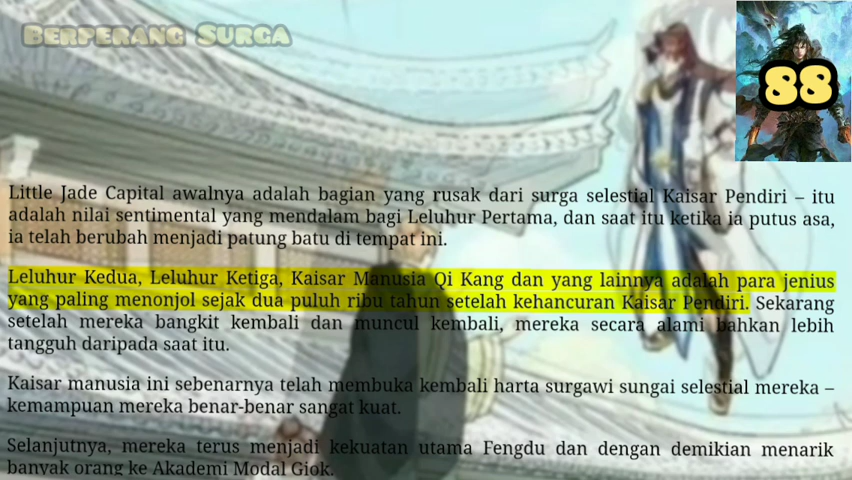 Berperang Surga
88
Little Jade Capital awalnya adalah bagian yang rusak dari surga selestial Kaisar Pendiri – itu
adalah nilai sentimental yang mendalam bagi Leluhur Pertama, dan saat itu ketika ia putus asa,
ia telah berubah menjadi patung batu di tempat ini.
Leluhur Kedua, Leluhur Ketiga, Kaisar Manusia Qi Kang dan yang lainnya adalah para jenius
yang paling menonjol sejak dua puluh ribu tahun setelah kehancuran Kaisar Pendiri. Sekarang
setelah mereka bangkit kembali dan muncul kembali, mereka secara alami bahkan lebih
tangguh daripada saat itu.
Kaisar manusia ini sebenarnya telah membuka kembali harta surgawi sungai selestial mereka –
kemampuan mereka benar-benar sangat kuat.
Selanjutnya, mereka terus menjadi kekuatan utama Fengdu dan dengan demikian menarik
banyak orang ke Akademi Modal Giok.